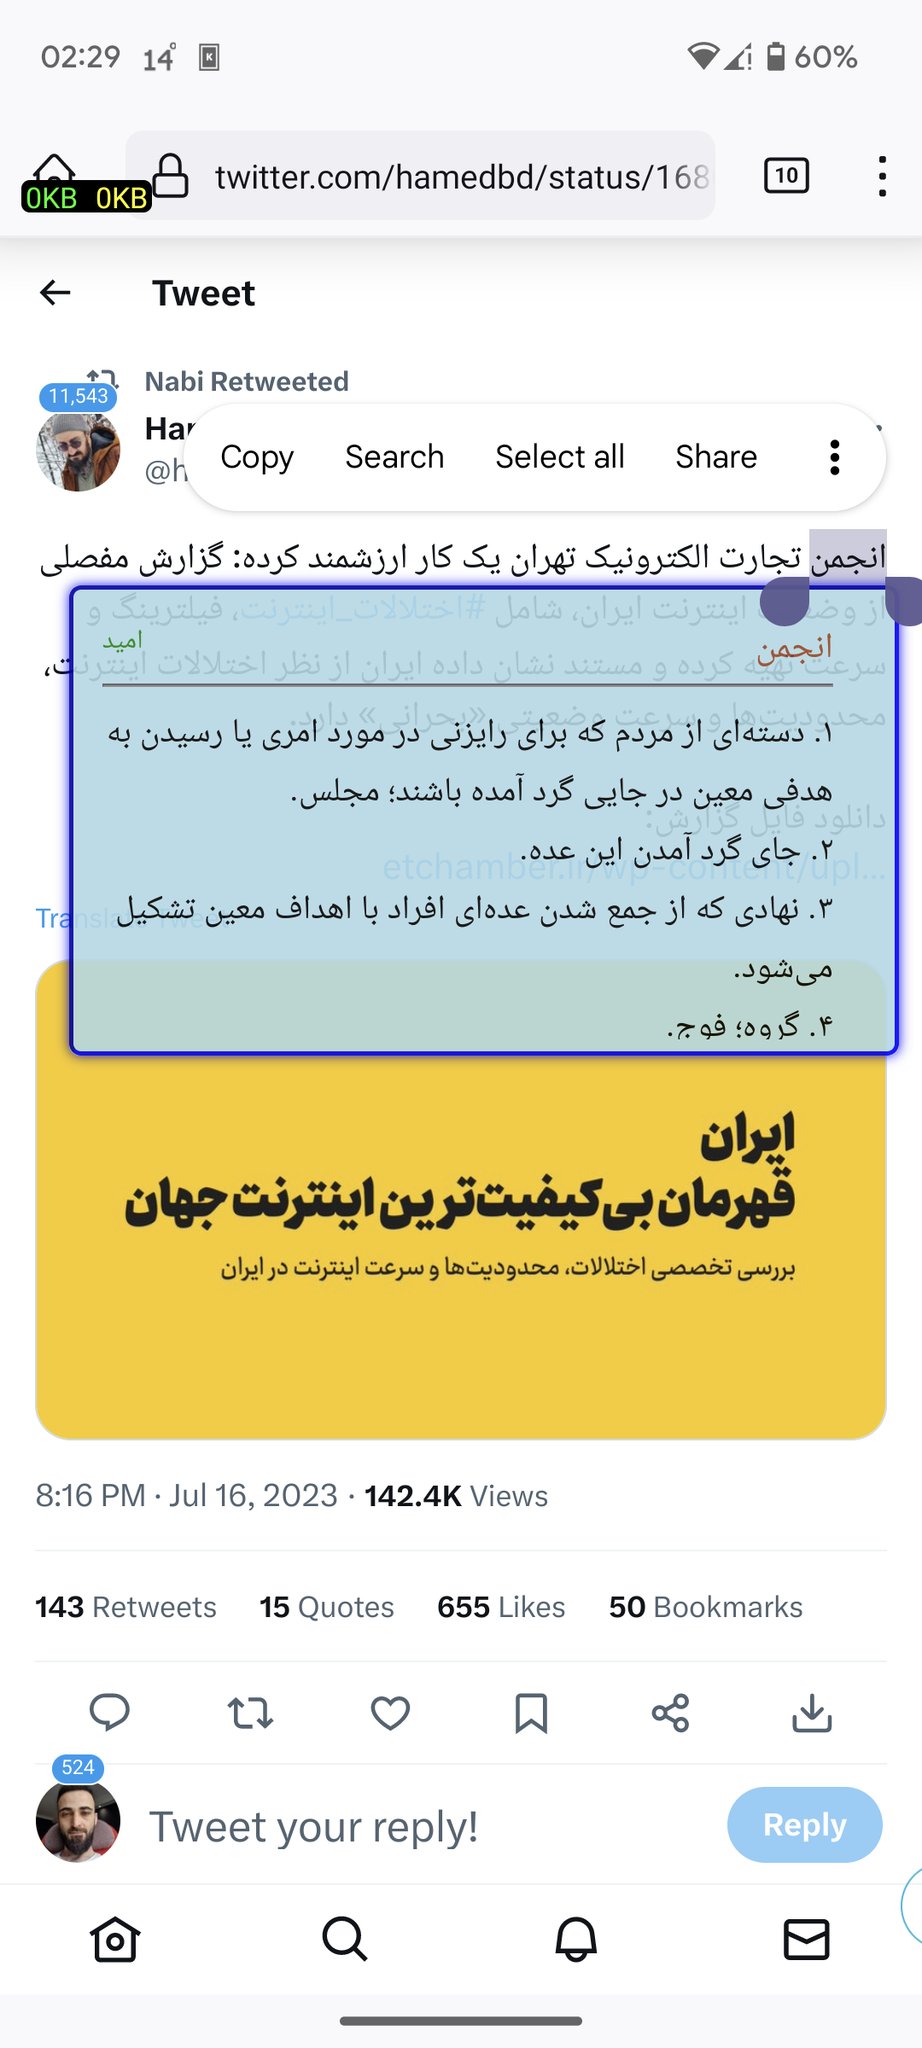 02:29 14° K 60%
0KB 0KB
twitter.com/hamedbd/status/168
10
Tweet
Nabi Retweeted
11,543
Har
@h
Copy Search Select all Share
انجمن تجارت الکترونیک تهران یک کار ارزشمند کرده: گزارش مفصلی
از وضعیت اینترنت ایران، شامل #اختلالات_اینترنت، فیلترینگ و
سرعت تهیه کرده و مستند نشان داده ایران از نظر اختلالات اینترنت،
محدودیت‌ها و سرعت وضعیتی «بحرانی» دارد.
دانلود فایل گزارش:
etchamber.ir/wp-content/upl...
Translate Tweet
انجمن
امید
۱. دسته‌ای از مردم که برای رایزنی در مورد امری یا رسیدن به
هدفی معین در جایی گرد آمده باشند؛ مجلس.
۲. جای گرد آمدن این عده.
۳. نهادی که از جمع شدن عده‌ای افراد با اهداف معین تشکیل
می‌شود.
۴. گروه؛ فوج.
ایران
قهرمان بی‌کیفیت‌ترین اینترنت جهان
بررسی تخصصی اختلالات، محدودیت‌ها و سرعت اینترنت در ایران
8:16 PM · Jul 16, 2023 · 142.4K Views
143 Retweets 15 Quotes 655 Likes 50 Bookmarks
524
Tweet your reply!
Reply